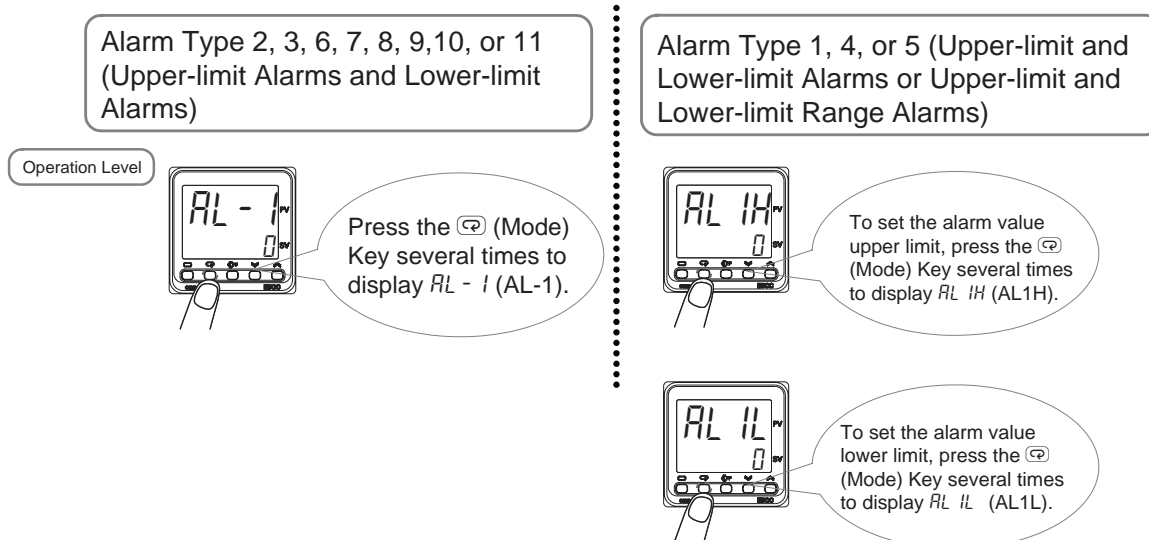 Alarm Type 2, 3, 6, 7, 8, 9,10, or 11
(Upper-limit Alarms and Lower-limit
Alarms)
Operation Level
AL - 1
PV
0
SV
Press the (Mode)
Key several times to
display AL - 1 (AL-1).
Alarm Type 1, 4, or 5 (Upper-limit and
Lower-limit Alarms or Upper-limit and
Lower-limit Range Alarms)
AL 1H
PV
0
SV
To set the alarm value
upper limit, press the
(Mode) Key several times
to display AL 1H (AL1H).
AL 1L
PV
0
SV
To set the alarm value
lower limit, press the
(Mode) Key several times
to display AL 1L (AL1L).